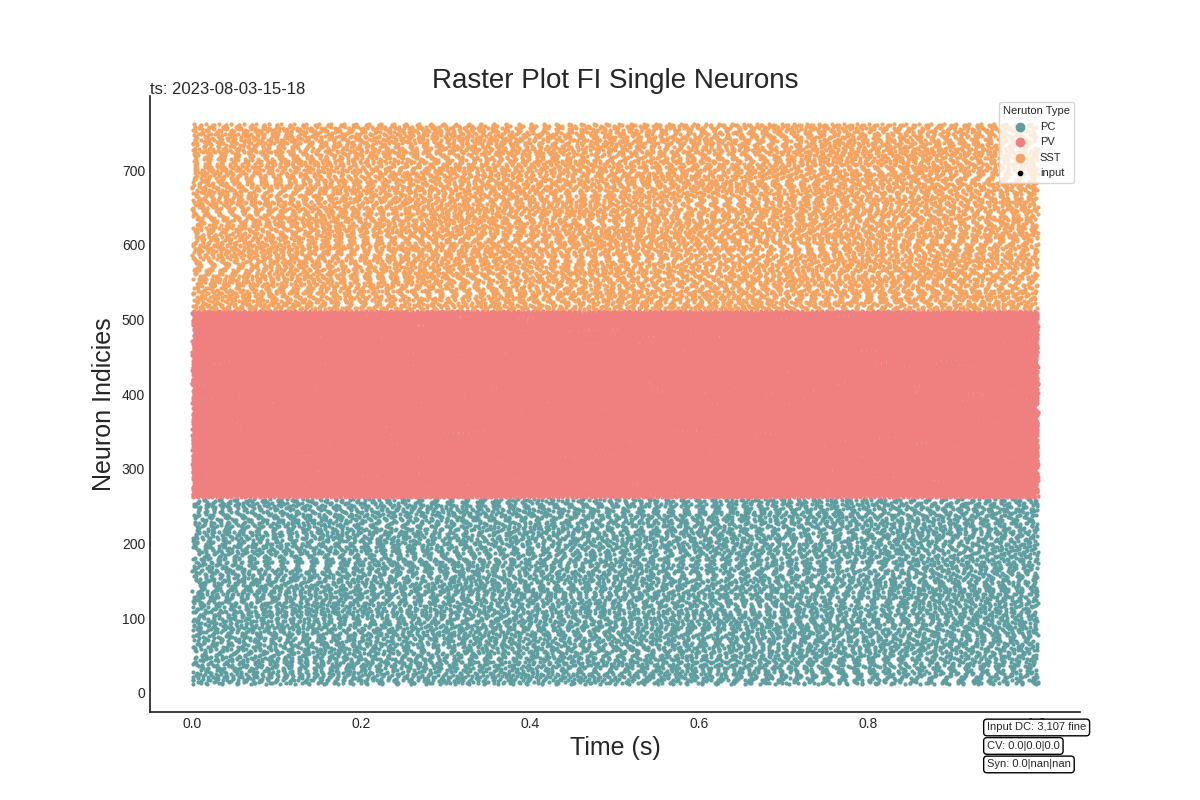 Raster Plot FI Single Neurons
ts: 2023-08-03-15-18
Neruton Type
PC
PV
SST
input
Neuron Indicies
700
600
500
400
300
200
100
0
0.0 0.2 0.4 0.6 0.8
Time (s)
Input DC: 3,107 fine
CV: 0.0|0.0|0.0
Syn: 0.0|nan|nan